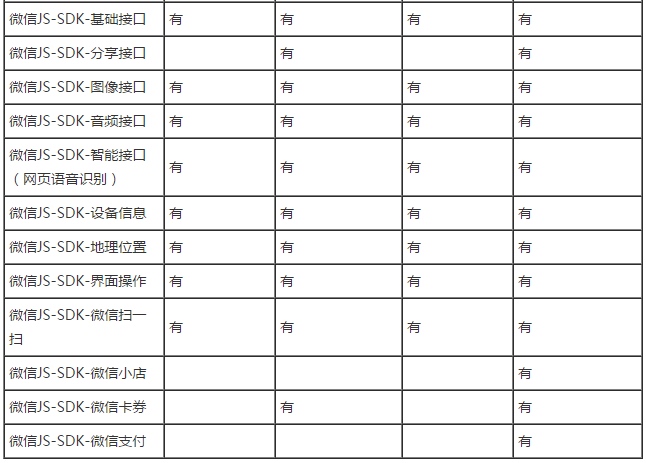 微信JS-SDK-基础接口 有 有 有 有
微信JS-SDK-分享接口 有 有
微信JS-SDK-图像接口 有 有 有 有
微信JS-SDK-音频接口 有 有 有 有
微信JS-SDK-智能接口
（网页语音识别） 有 有 有 有
微信JS-SDK-设备信息 有 有 有 有
微信JS-SDK-地理位置 有 有 有 有
微信JS-SDK-界面操作 有 有 有 有
微信JS-SDK-微信扫一
扫 有 有 有 有
微信JS-SDK-微信小店 有
微信JS-SDK-微信卡券 有 有
微信JS-SDK-微信支付 有